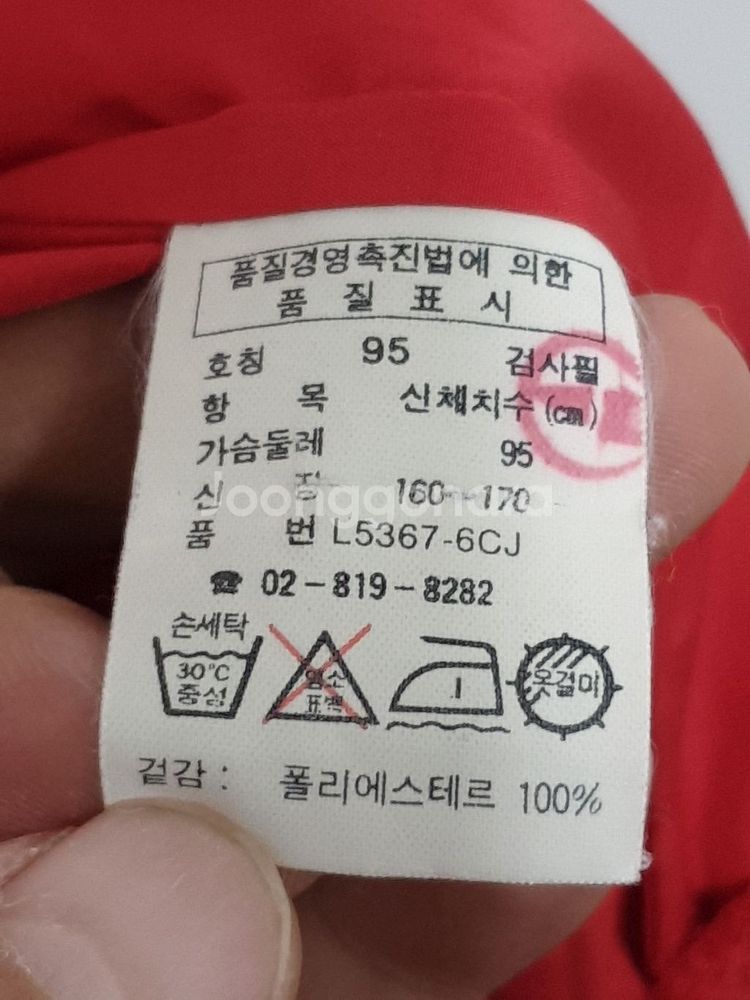 품질경영촉진법에 의한
품 질 표 시
호칭 95 검사필
항 목 신체치수(cm)
가슴둘레 95
신 장 160~170
Joonggonara
품 번 L5367-6CJ
☎ 02-819-8282
손세탁
30°C
중성
염소
표백
옷걸이
겉감 : 폴리에스테르 100%